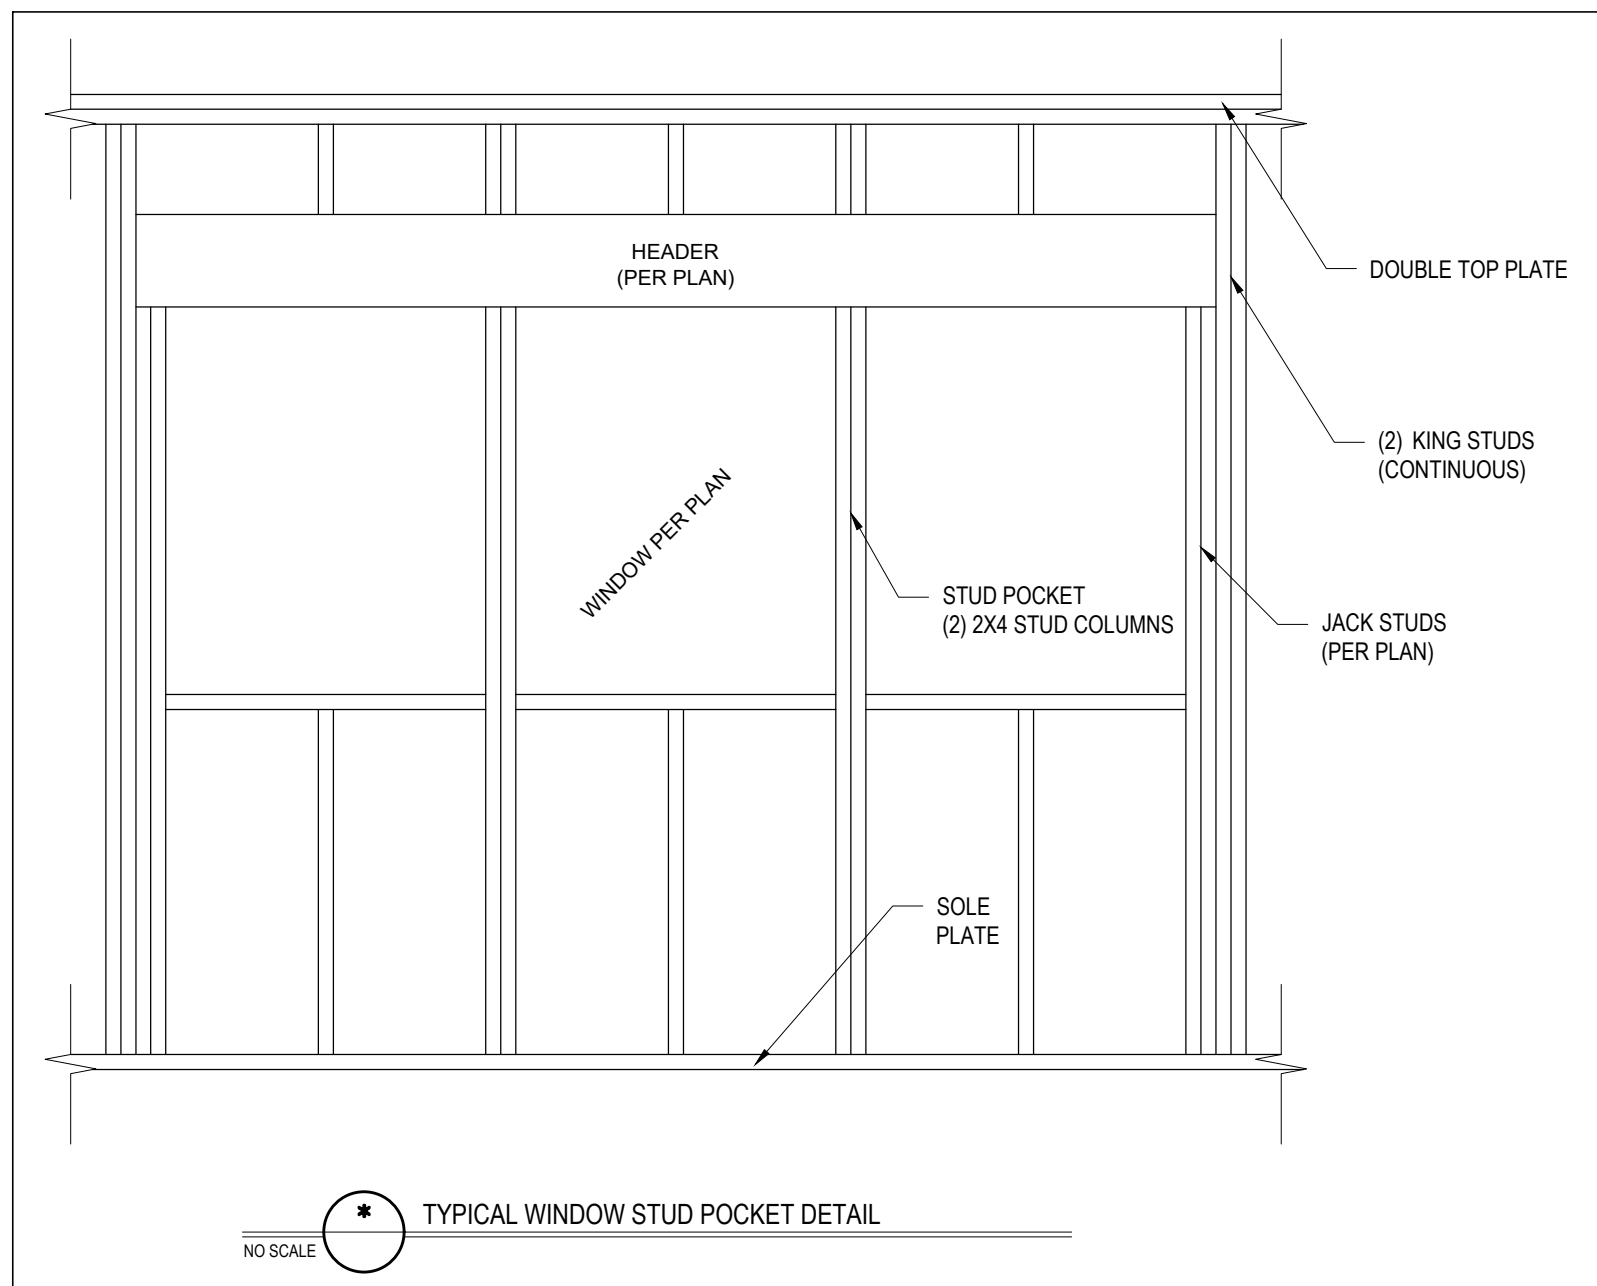 HEADER
(PER PLAN)
DOUBLE TOP PLATE
(2) KING STUDS
(CONTINUOUS)
WINDOW PER PLAN
STUD POCKET
(2) 2X4 STUD COLUMNS
JACK STUDS
(PER PLAN)
SOLE
PLATE
*
TYPICAL WINDOW STUD POCKET DETAIL
NO SCALE